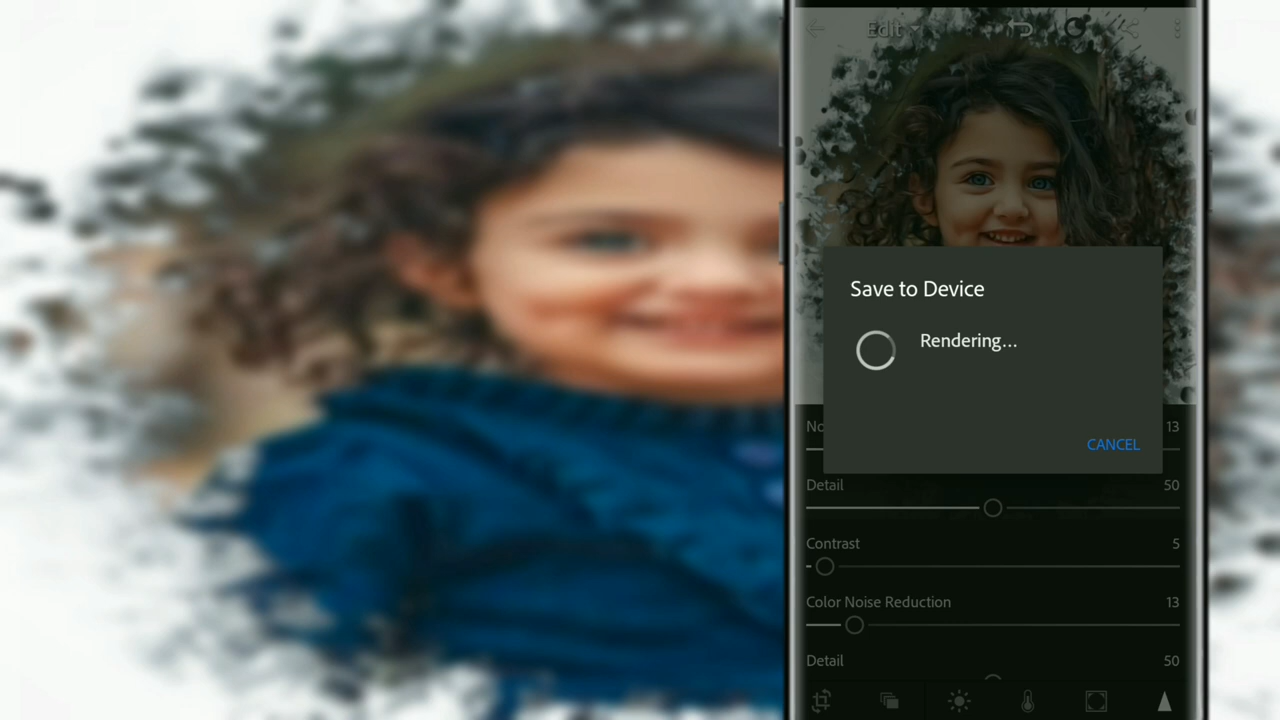 Edit
Save to Device
Rendering...
CANCEL
13
Detail 50
Contrast 5
Color Noise Reduction 13
Detail 50